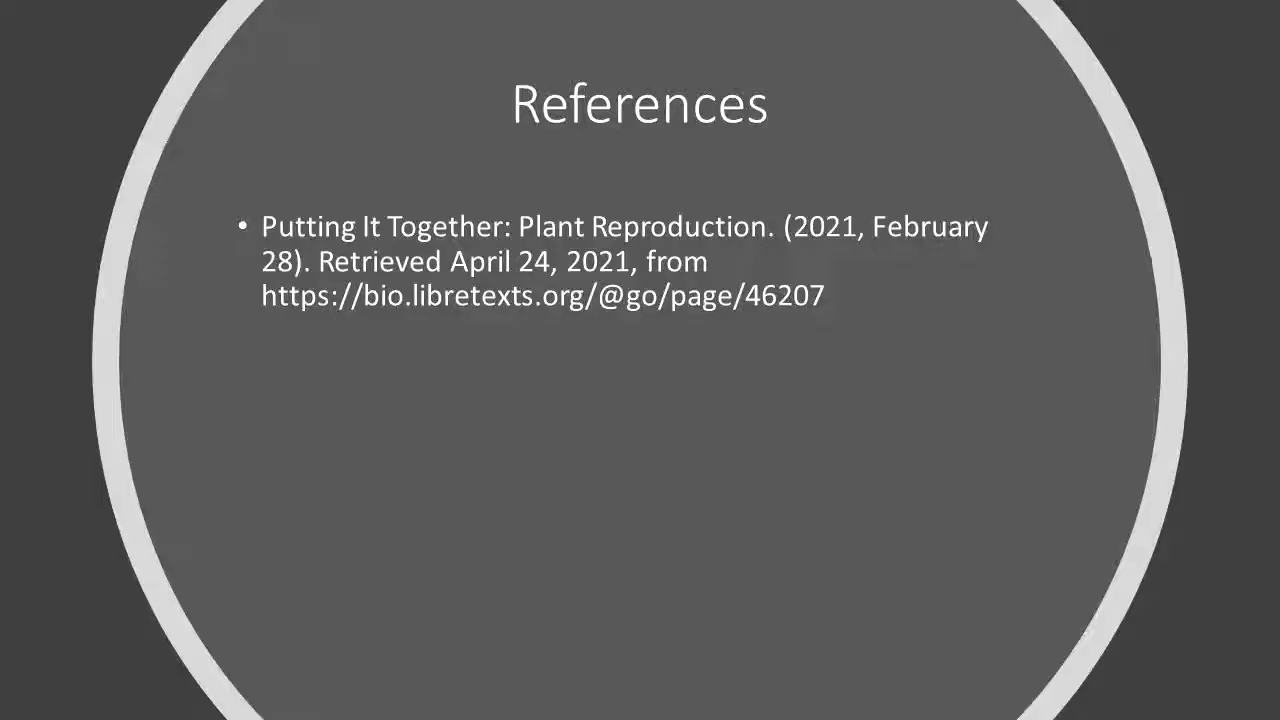 References
• Putting It Together: Plant Reproduction. (2021, February
28). Retrieved April 24, 2021, from
https://bio.libretexts.org/@go/page/46207